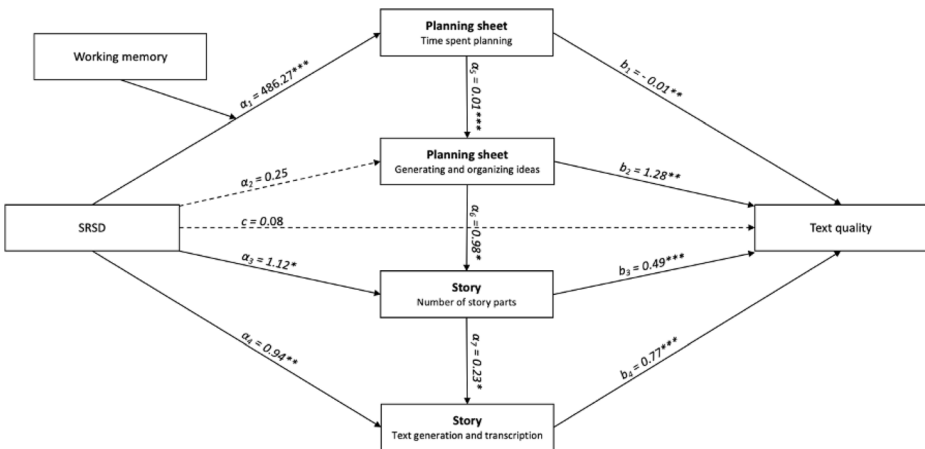 Planning sheet
Time spent planning
Working memory
α1 = 486.27***
α5 = 0.01***
b1 = - 0.01**
Planning sheet
Generating and organizing ideas
α2 = 0.25
b2 = 1.28**
SRSD
c = 0.08
α6 = 0.98*
Text quality
α3 = 1.12*
b3 = 0.49***
Story
Number of story parts
α4 = 0.94**
α7 = 0.23*
b4 = 0.77***
Story
Text generation and transcription